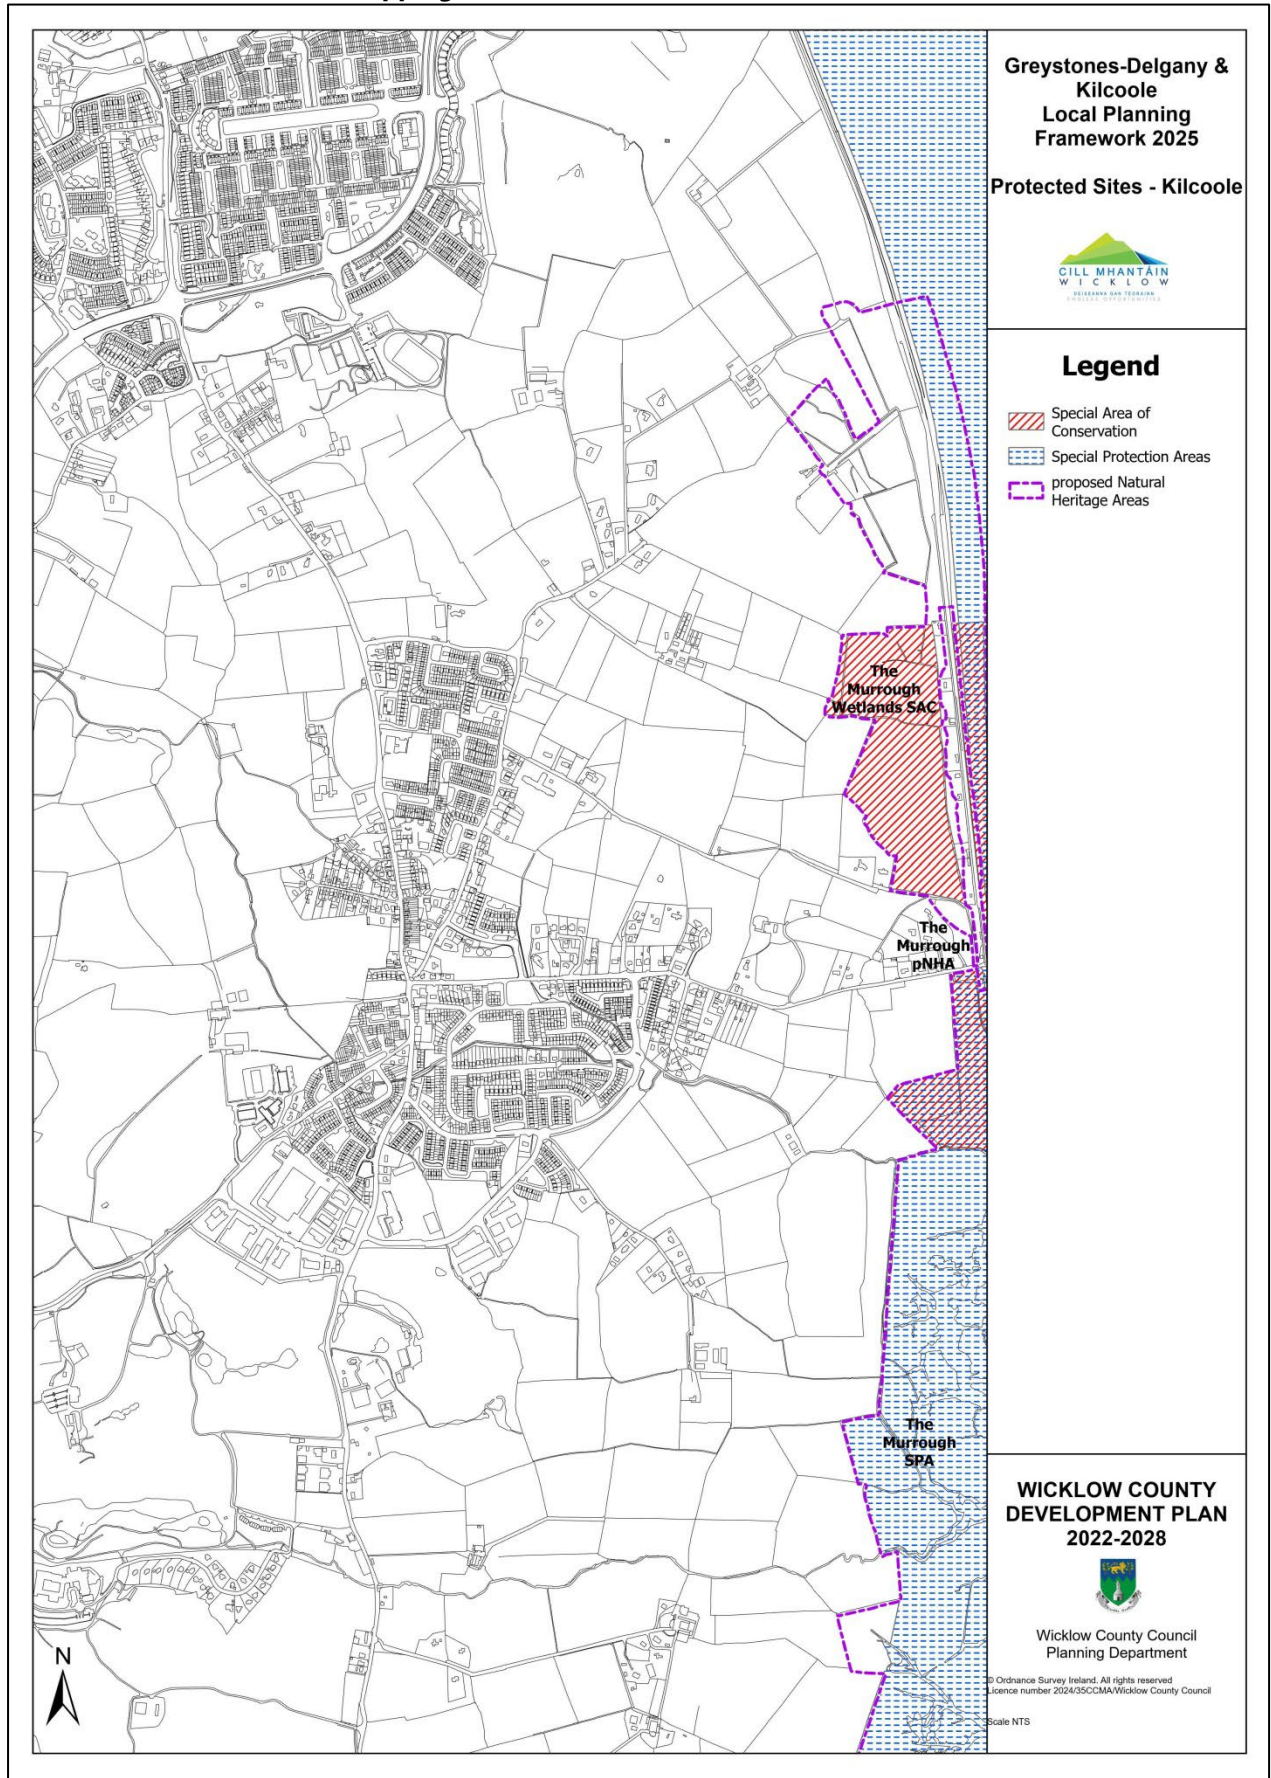 Greystones-Delgany &
Kilcoole
Local Planning
Framework 2025
Protected Sites - Kilcoole
CILL MHANTÁIN
WICKLOW
ENDLESS OPPORTUNITIES
Legend
Special Area of
Conservation
Special Protection Areas
proposed Natural
Heritage Areas
The
Murrough
Wetlands SAC
The
Murrough
pNHA
The
Murrough
SPA
N
WICKLOW COUNTY
DEVELOPMENT PLAN
2022-2028
Wicklow County Council
Planning Department
© Ordnance Survey Ireland. All rights reserved
Licence number 2024/35CCMA/Wicklow County Council
Scale NTS